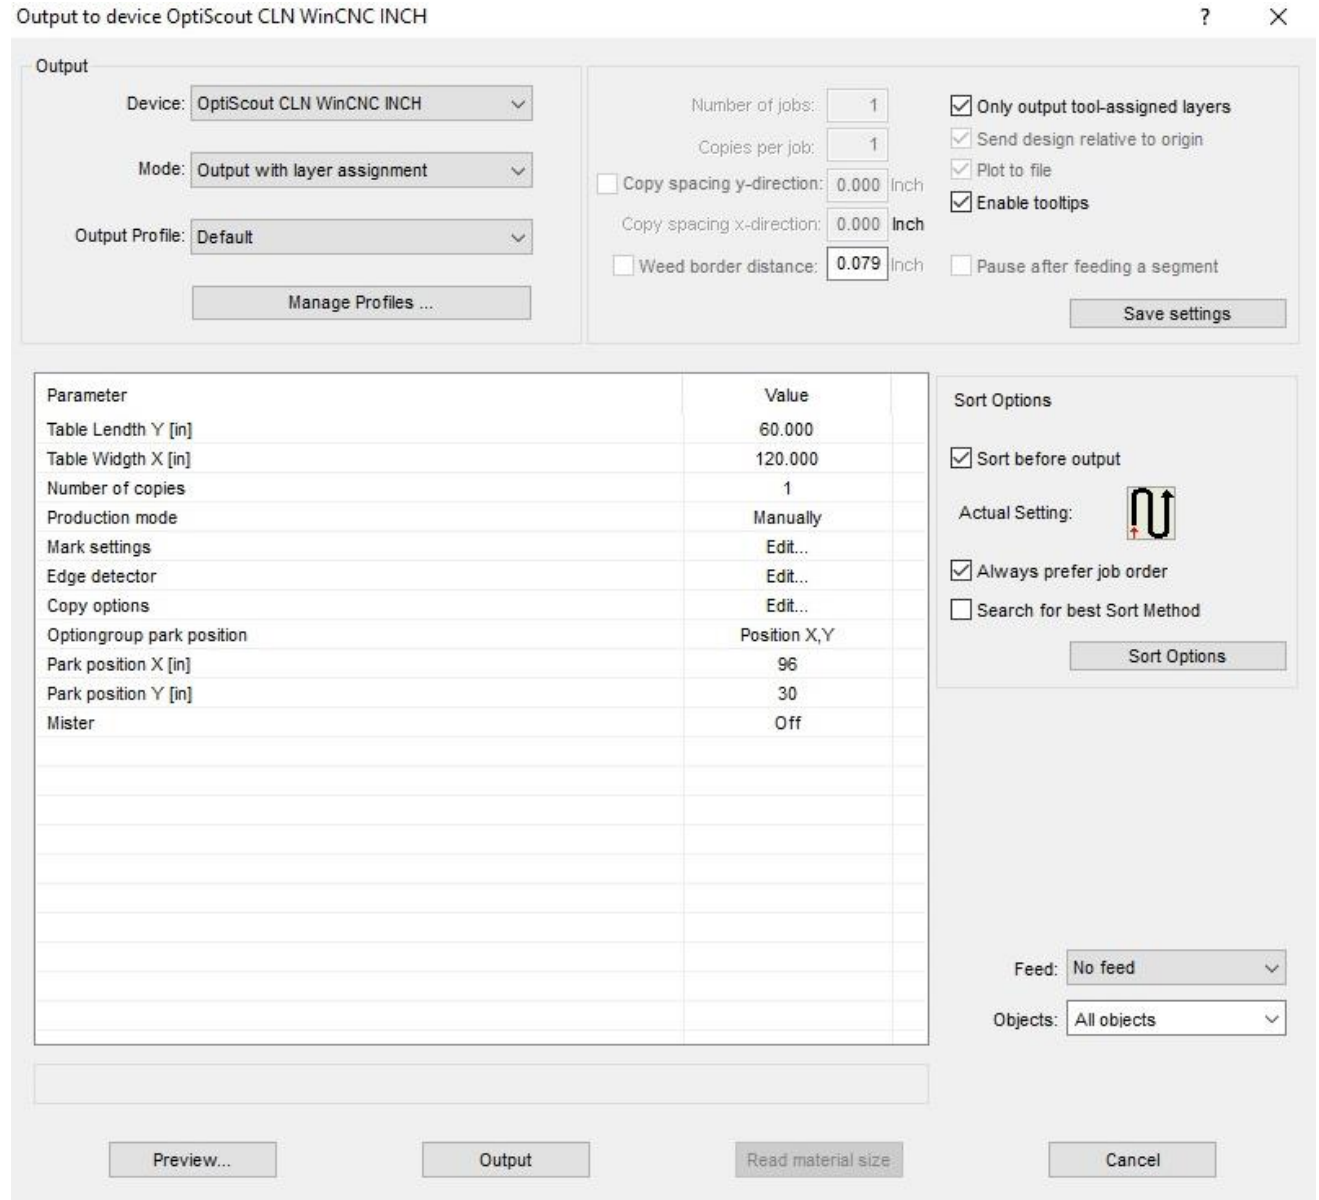 Output to device OptiScout CLN WinCNC INCH ?
Output
Device: OptiScout CLN WinCNC INCH
Mode: Output with layer assignment
Output Profile: Default
Manage Profiles ...
Number of jobs: 1
Copies per job: 1
Copy spacing y-direction: 0.000 Inch
Copy spacing x-direction: 0.000 Inch
Weed border distance: 0.079 Inch
Only output tool-assigned layers
Send design relative to origin
Plot to file
Enable tooltips
Pause after feeding a segment
Save settings
Parameter Value
Table Lendth Y [in] 60.000
Table Widgth X [in] 120.000
Number of copies 1
Production mode Manually
Mark settings Edit...
Edge detector Edit...
Copy options Edit...
Optiongroup park position Position X,Y
Park position X [in] 96
Park position Y [in] 30
Mister Off
Sort Options
Sort before output
Actual Setting:
Always prefer job order
Search for best Sort Method
Sort Options
Feed: No feed
Objects: All objects
Preview... Output Read material size Cancel